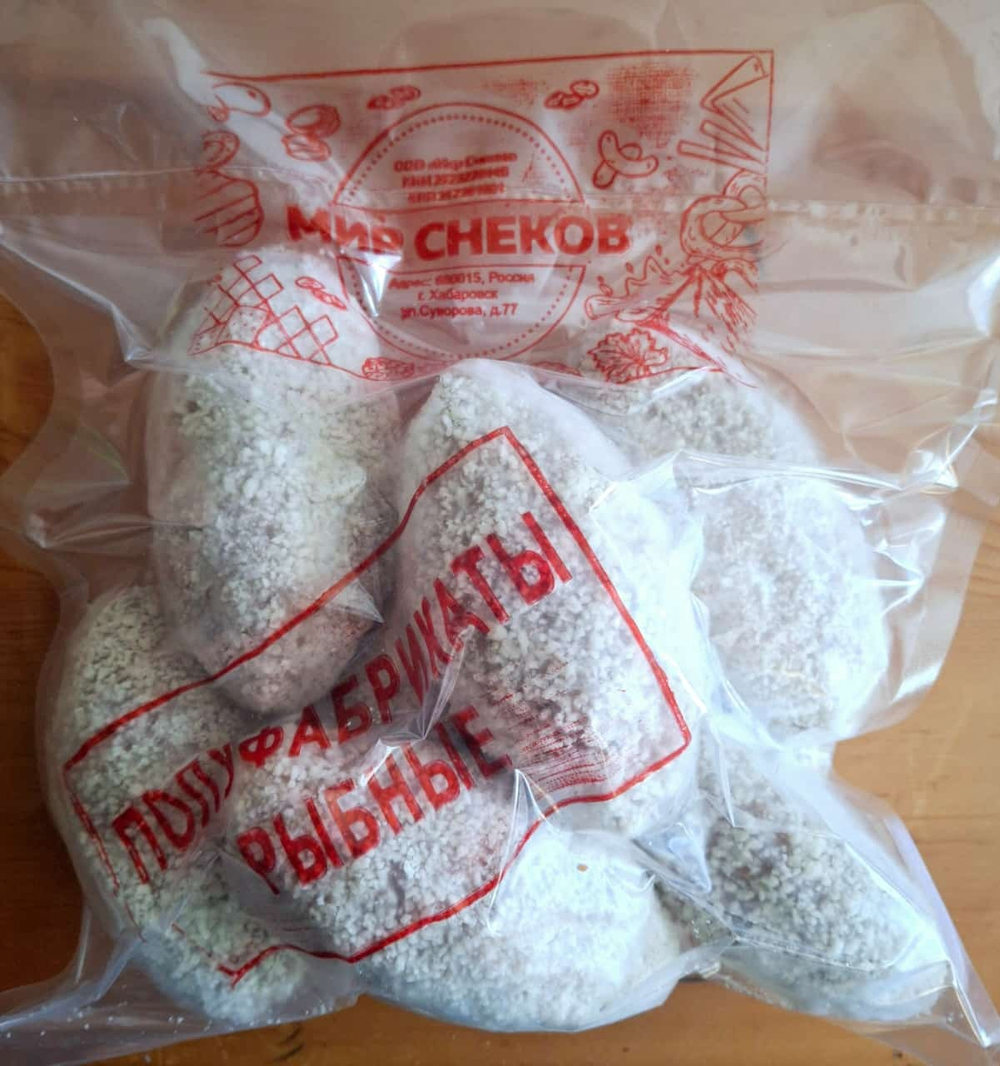 МИР СНЕКОВ
Адрес: 680015, Россия
г. Хабаровск
ул.Суворова, д.77
ПОЛУФАБРИКАТЫ
РЫБНЫЕ